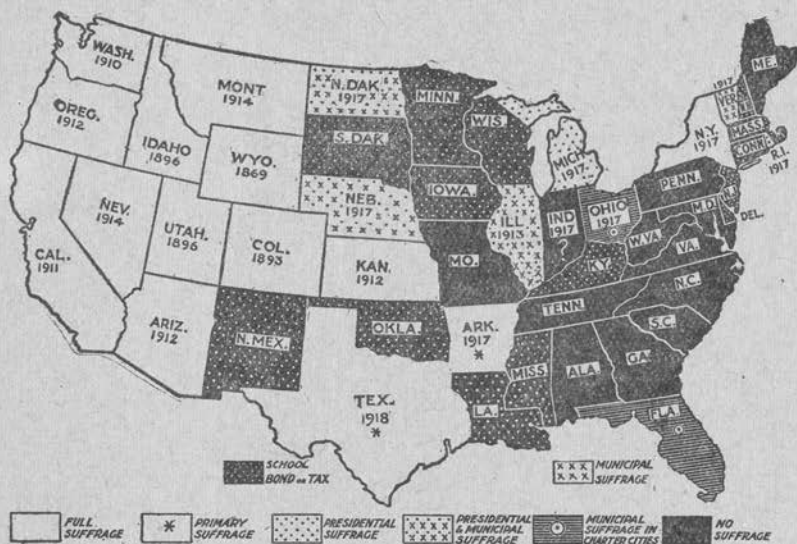 WASH.
1910
OREG.
1912
CAL.
1911
IDAHO
1896
NEV.
1914
MONT.
1914
WYO.
1869
UTAH.
1896
COL.
1893
ARIZ.
1912
N. MEX.
N. DAK.
1917
S. DAK.
NEB.
1917
KAN.
1912
OKLA.
TEX.
1918
*
MINN.
IOWA.
MO.
ARK.
1917
*
LA.
WIS.
ILL
1913
MICH.
1917
IND
1917
OHIO
1917
KY.
TENN.
MISS.
ALA.
GA.
FLA.
S.C.
N.C.
VA.
W.VA.
PENN.
MD.
DEL.
N.J.
N.Y.
1917
1917
VER.
ME.
MASS.
CONN.
R.I.
1917
SCHOOL
BOND OR TAX
MUNICIPAL
SUFFRAGE
FULL
SUFFRAGE
*
PRIMARY
SUFFRAGE
PRESIDENTIAL
SUFFRAGE
PRESIDENTIAL
& MUNICIPAL
SUFFRAGE
MUNICIPAL
SUFFRAGE IN
CHARTER CITIES
NO
SUFFRAGE